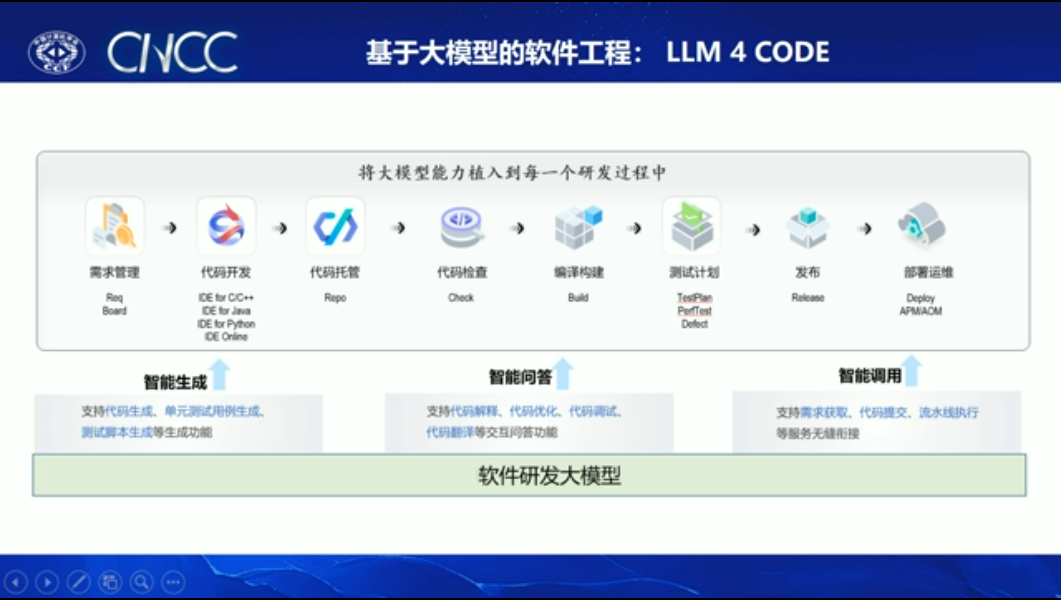 CNCC
CCF
基于大模型的软件工程： LLM 4 CODE
将大模型能力植入到每一个研发过程中
需求管理
Req
Board
代码开发
IDE for C/C++
IDE for Java
IDE for Python
IDE Online
代码托管
Repo
代码检查
Check
编译构建
Build
测试计划
TestPlan
PerfTest
Defect
发布
Release
部署运维
Deploy
APM/AOM
智能生成
支持代码生成、单元测试用例生成、
测试脚本生成等生成功能
智能问答
支持代码解释、代码优化、代码调试、
代码翻译等交互问答功能
智能调用
支持需求获取、代码提交、流水线执行
等服务无缝衔接
软件研发大模型